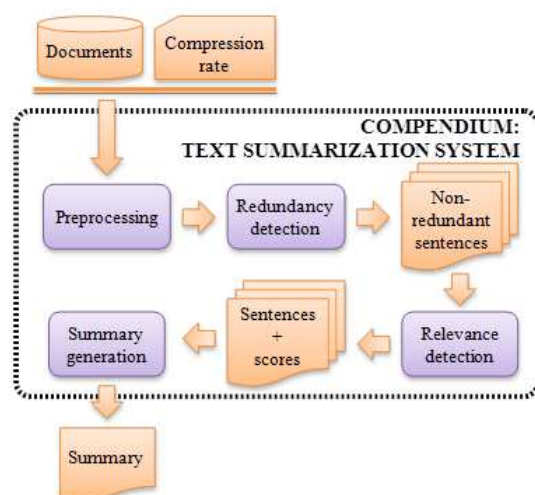 Documents
Compression
rate
COMPENDIUM:
TEXT SUMMARIZATION SYSTEM
Preprocessing
Redundancy
detection
Non-
redundant
sentences
Summary
generation
Sentences
+
scores
Relevance
detection
Summary